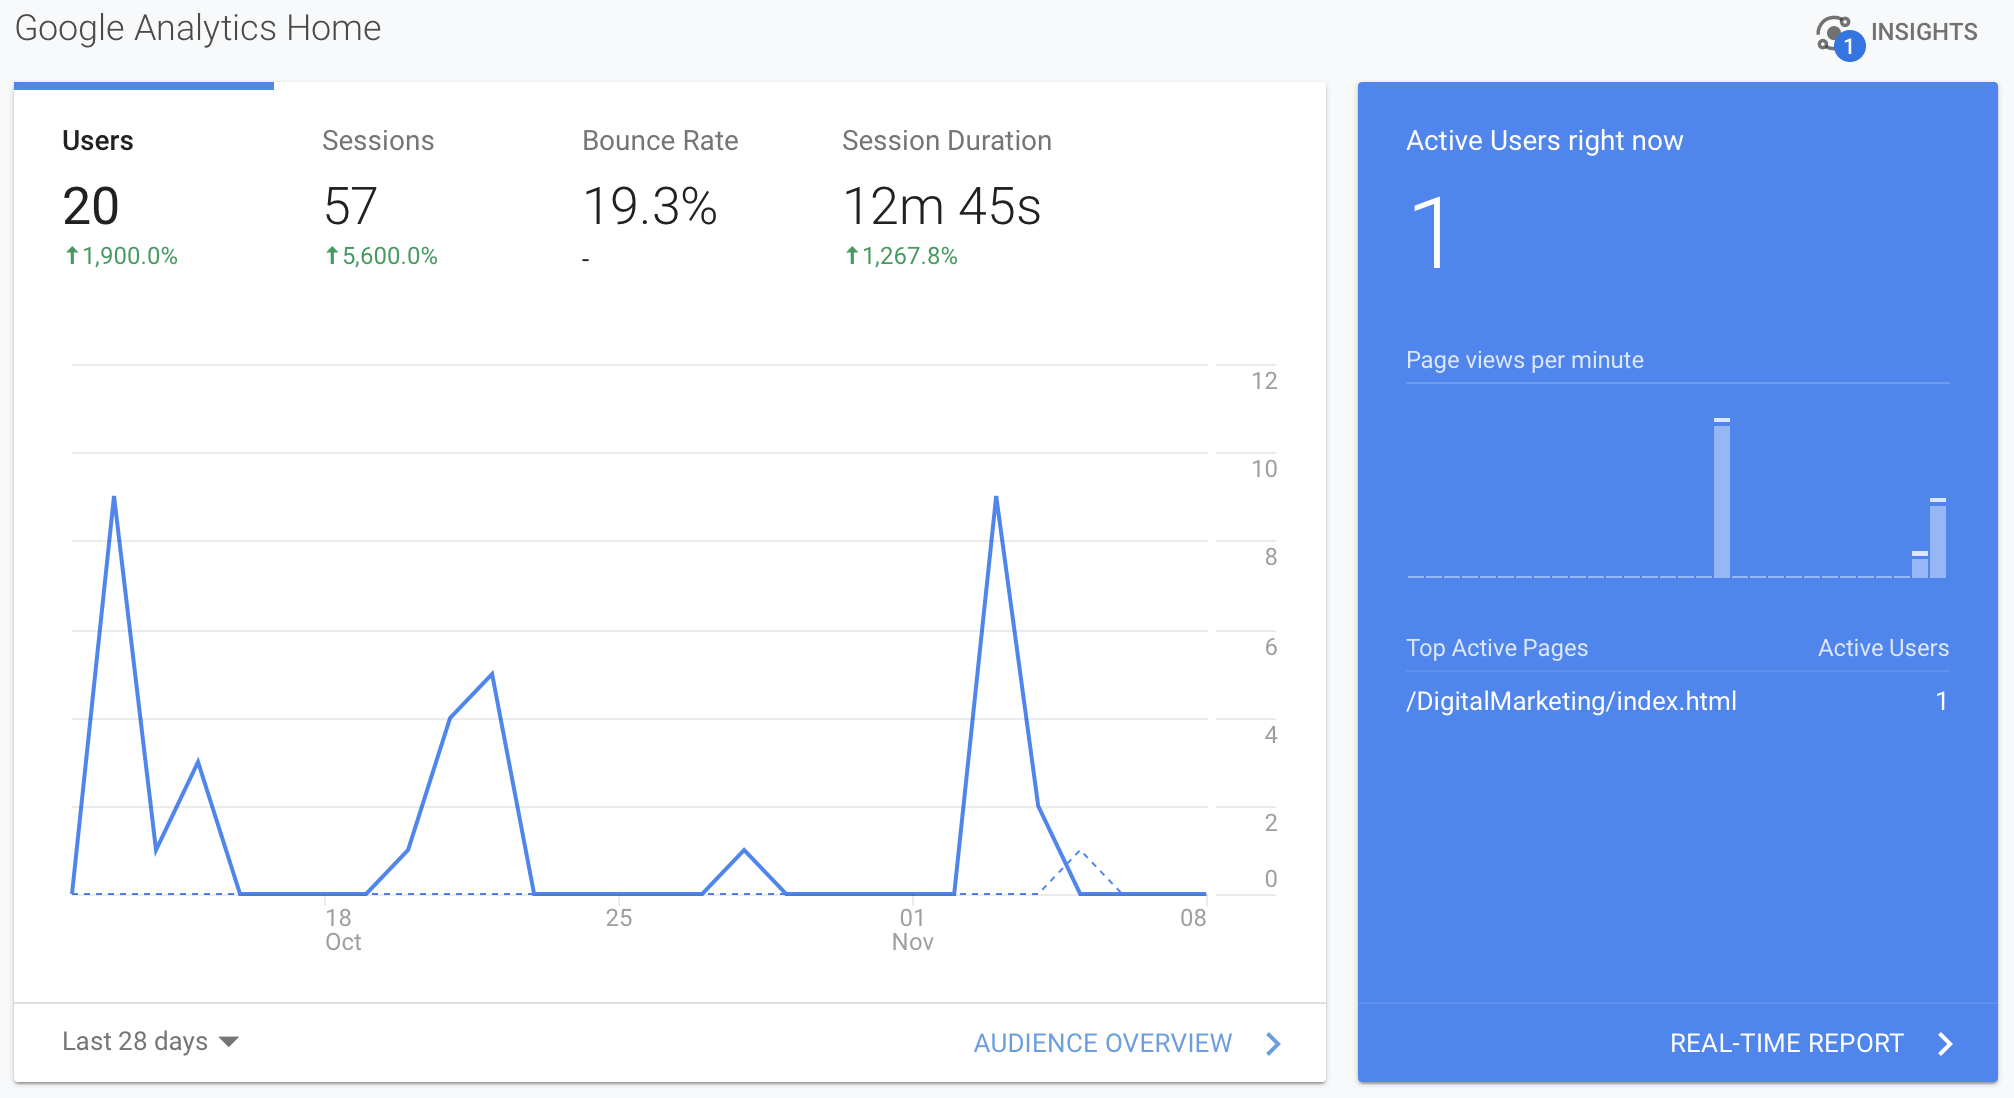 Google Analytics Home
1 INSIGHTS
Users
20
↑1,900.0%
Sessions
57
↑5,600.0%
Bounce Rate
19.3%
-
Session Duration
12m 45s
↑1,267.8%
12
10
8
6
4
2
0
18
Oct
25
01
Nov
08
Last 28 days
AUDIENCE OVERVIEW
Active Users right now
1
Page views per minute
Top Active Pages Active Users
/DigitalMarketing/index.html 1
REAL-TIME REPORT